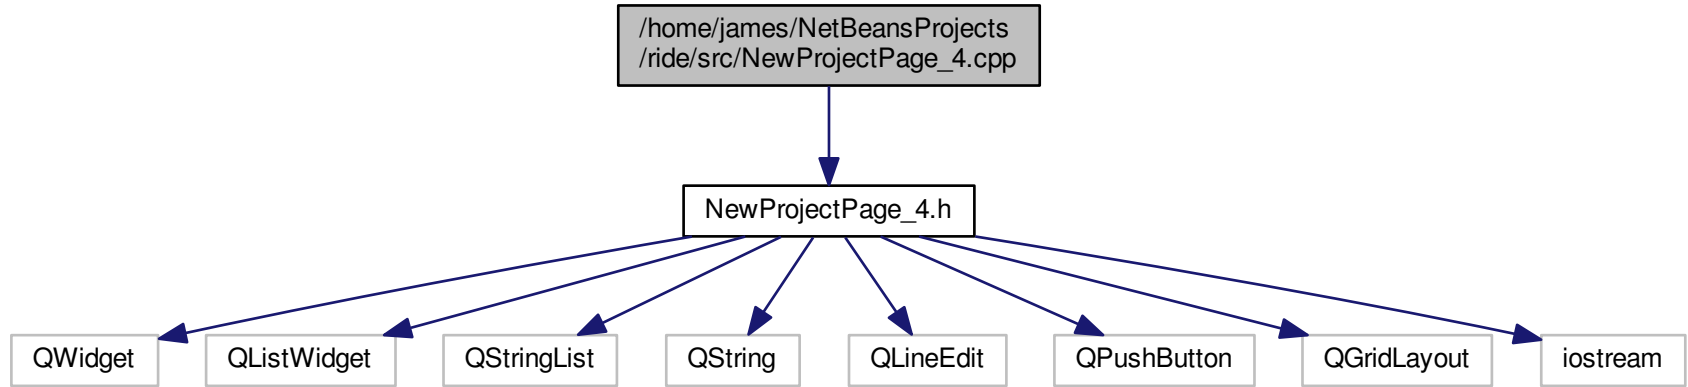 /home/james/NetBeansProjects
/ride/src/NewProjectPage_4.cpp
NewProjectPage_4.h
QWidget
QListWidget
QStringList
QString
QLineEdit
QPushButton
QGridLayout
iostream